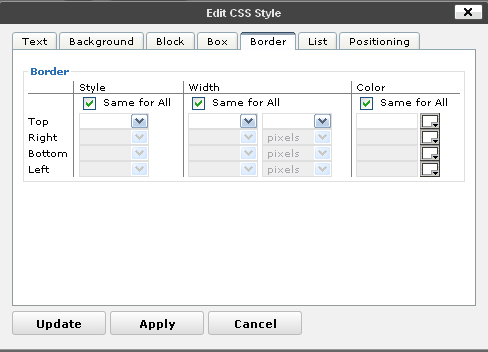 Edit CSS Style
Text Background Block Box Border List Positioning
Border
Style Width Color
Same for All Same for All Same for All
Top
Right pixels
Bottom pixels
Left pixels
Update Apply Cancel